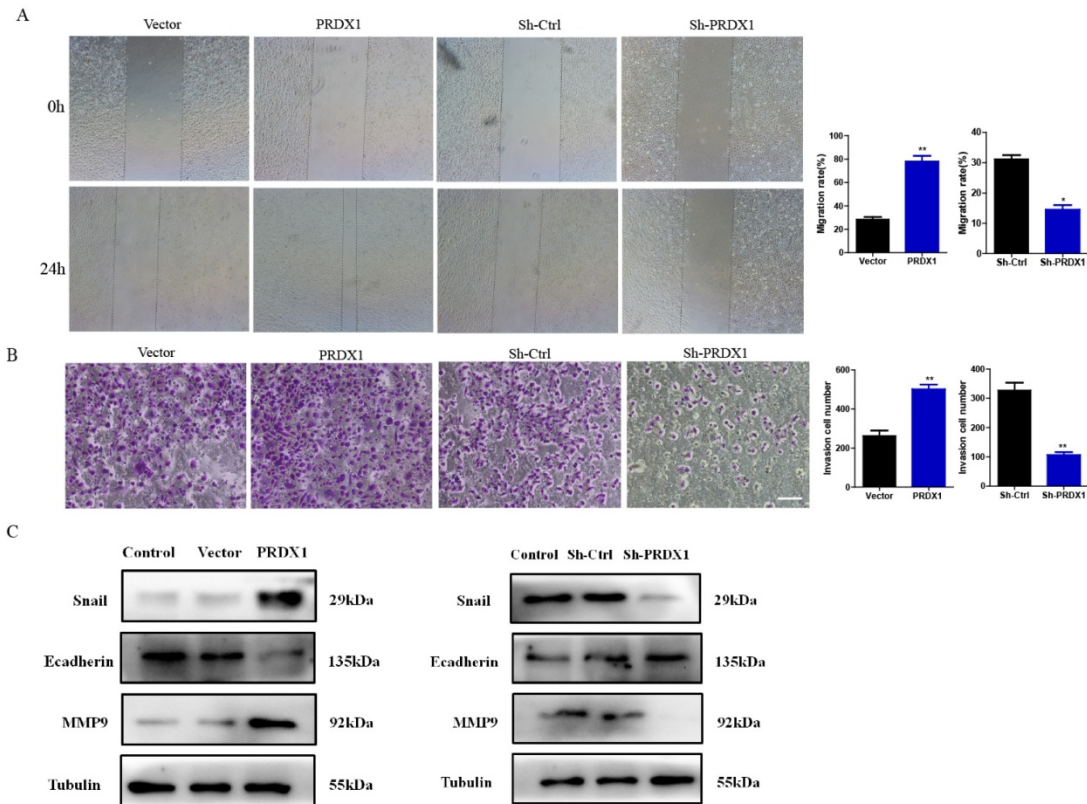 A
Vector PRDX1 Sh-Ctrl Sh-PRDX1
0h
24h
Migration rate(%)
100
80
60
40
20
0
**
Vector PRDX1
Migration rate(%)
40
30
20
10
0
*
Sh-Ctrl Sh-PRDX1
B
Vector PRDX1 Sh-Ctrl Sh-PRDX1
Invasion cell number
600
400
200
0
**
Vector PRDX1
Invasion cell number
400
300
200
100
0
**
Sh-Ctrl Sh-PRDX1
C
Control Vector PRDX1
Snail 29kDa
Ecadherin 135kDa
MMP9 92kDa
Tubulin 55kDa
Control Sh-Ctrl Sh-PRDX1
Snail 29kDa
Ecadherin 135kDa
MMP9 92kDa
Tubulin 55kDa